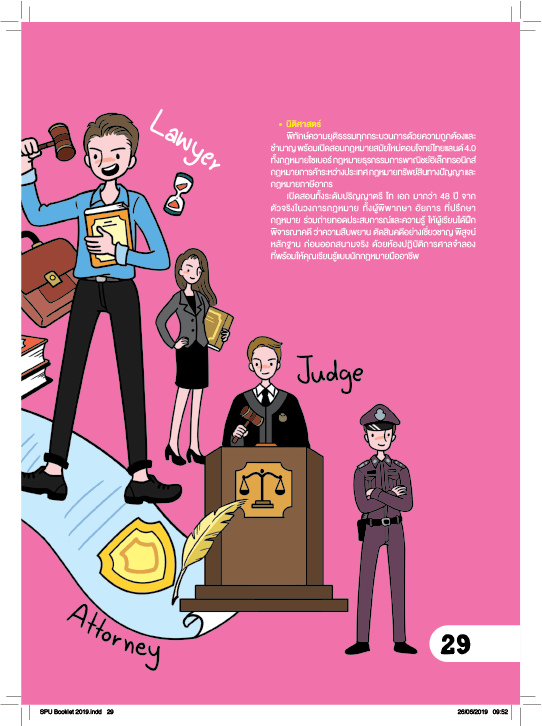 Lawyer
• นิติศาสตร์
พิทักษ์ความยุติธรรมทุกกระบวนการด้วยความถูกต้องและ
ชำนาญ พร้อมเปิดสอนกฎหมายสมัยใหม่ตอบโจทย์ไทยแลนด์ 4.0
ทั้งกฎหมายไซเบอร์ กฎหมายธุรกรรมการพาณิชย์อิเล็กทรอนิกส์
กฎหมายการค้าระหว่างประเทศ กฎหมายทรัพย์สินทางปัญญา และ
กฎหมายภาษีอากร
เปิดสอนทั้งระดับปริญญาตรี โท เอก มากว่า 48 ปี จาก
ตัวจริงในวงการกฎหมาย ทั้งผู้พิพากษา อัยการ ที่ปรึกษา
กฎหมาย ร่วมถ่ายทอดประสบการณ์และความรู้ ให้ผู้เรียนได้ฝึก
พิจารณาคดี ว่าความสืบพยาน ตัดสินคดีอย่างเชี่ยวชาญ พิสูจน์
หลักฐาน ก่อนออกสนามจริง ด้วยห้องปฏิบัติการศาลจำลอง
ที่พร้อมให้คุณเรียนรู้แบบนักกฎหมายมืออาชีพ
Judge
Attorney
29
SPU Booklet 2019.indd 29
26/06/2019 09:52